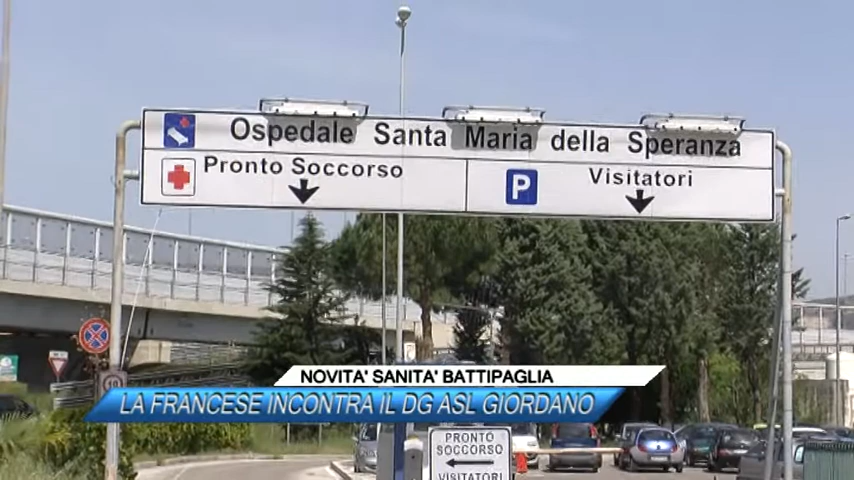 Ospedale Santa Maria della Speranza
Pronto Soccorso
P
Visitatori
10
NOVITA' SANITA' BATTIPAGLIA
LA FRANCESE INCONTRA IL DG ASL GIORDANO
PRONTO
SOCCORSO
VISITATORI